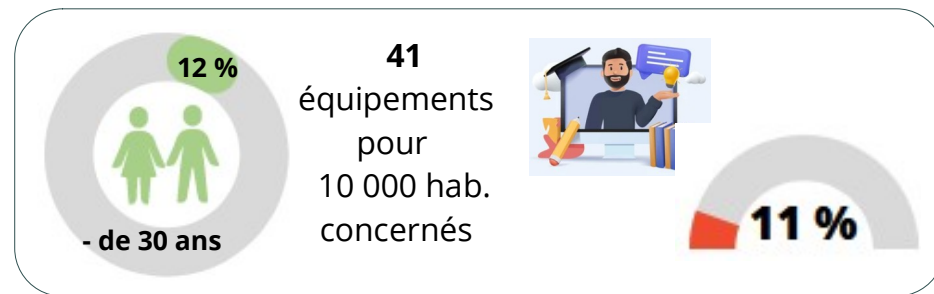 12 %
- de 30 ans
41
équipements
pour
10 000 hab.
concernés
11 %